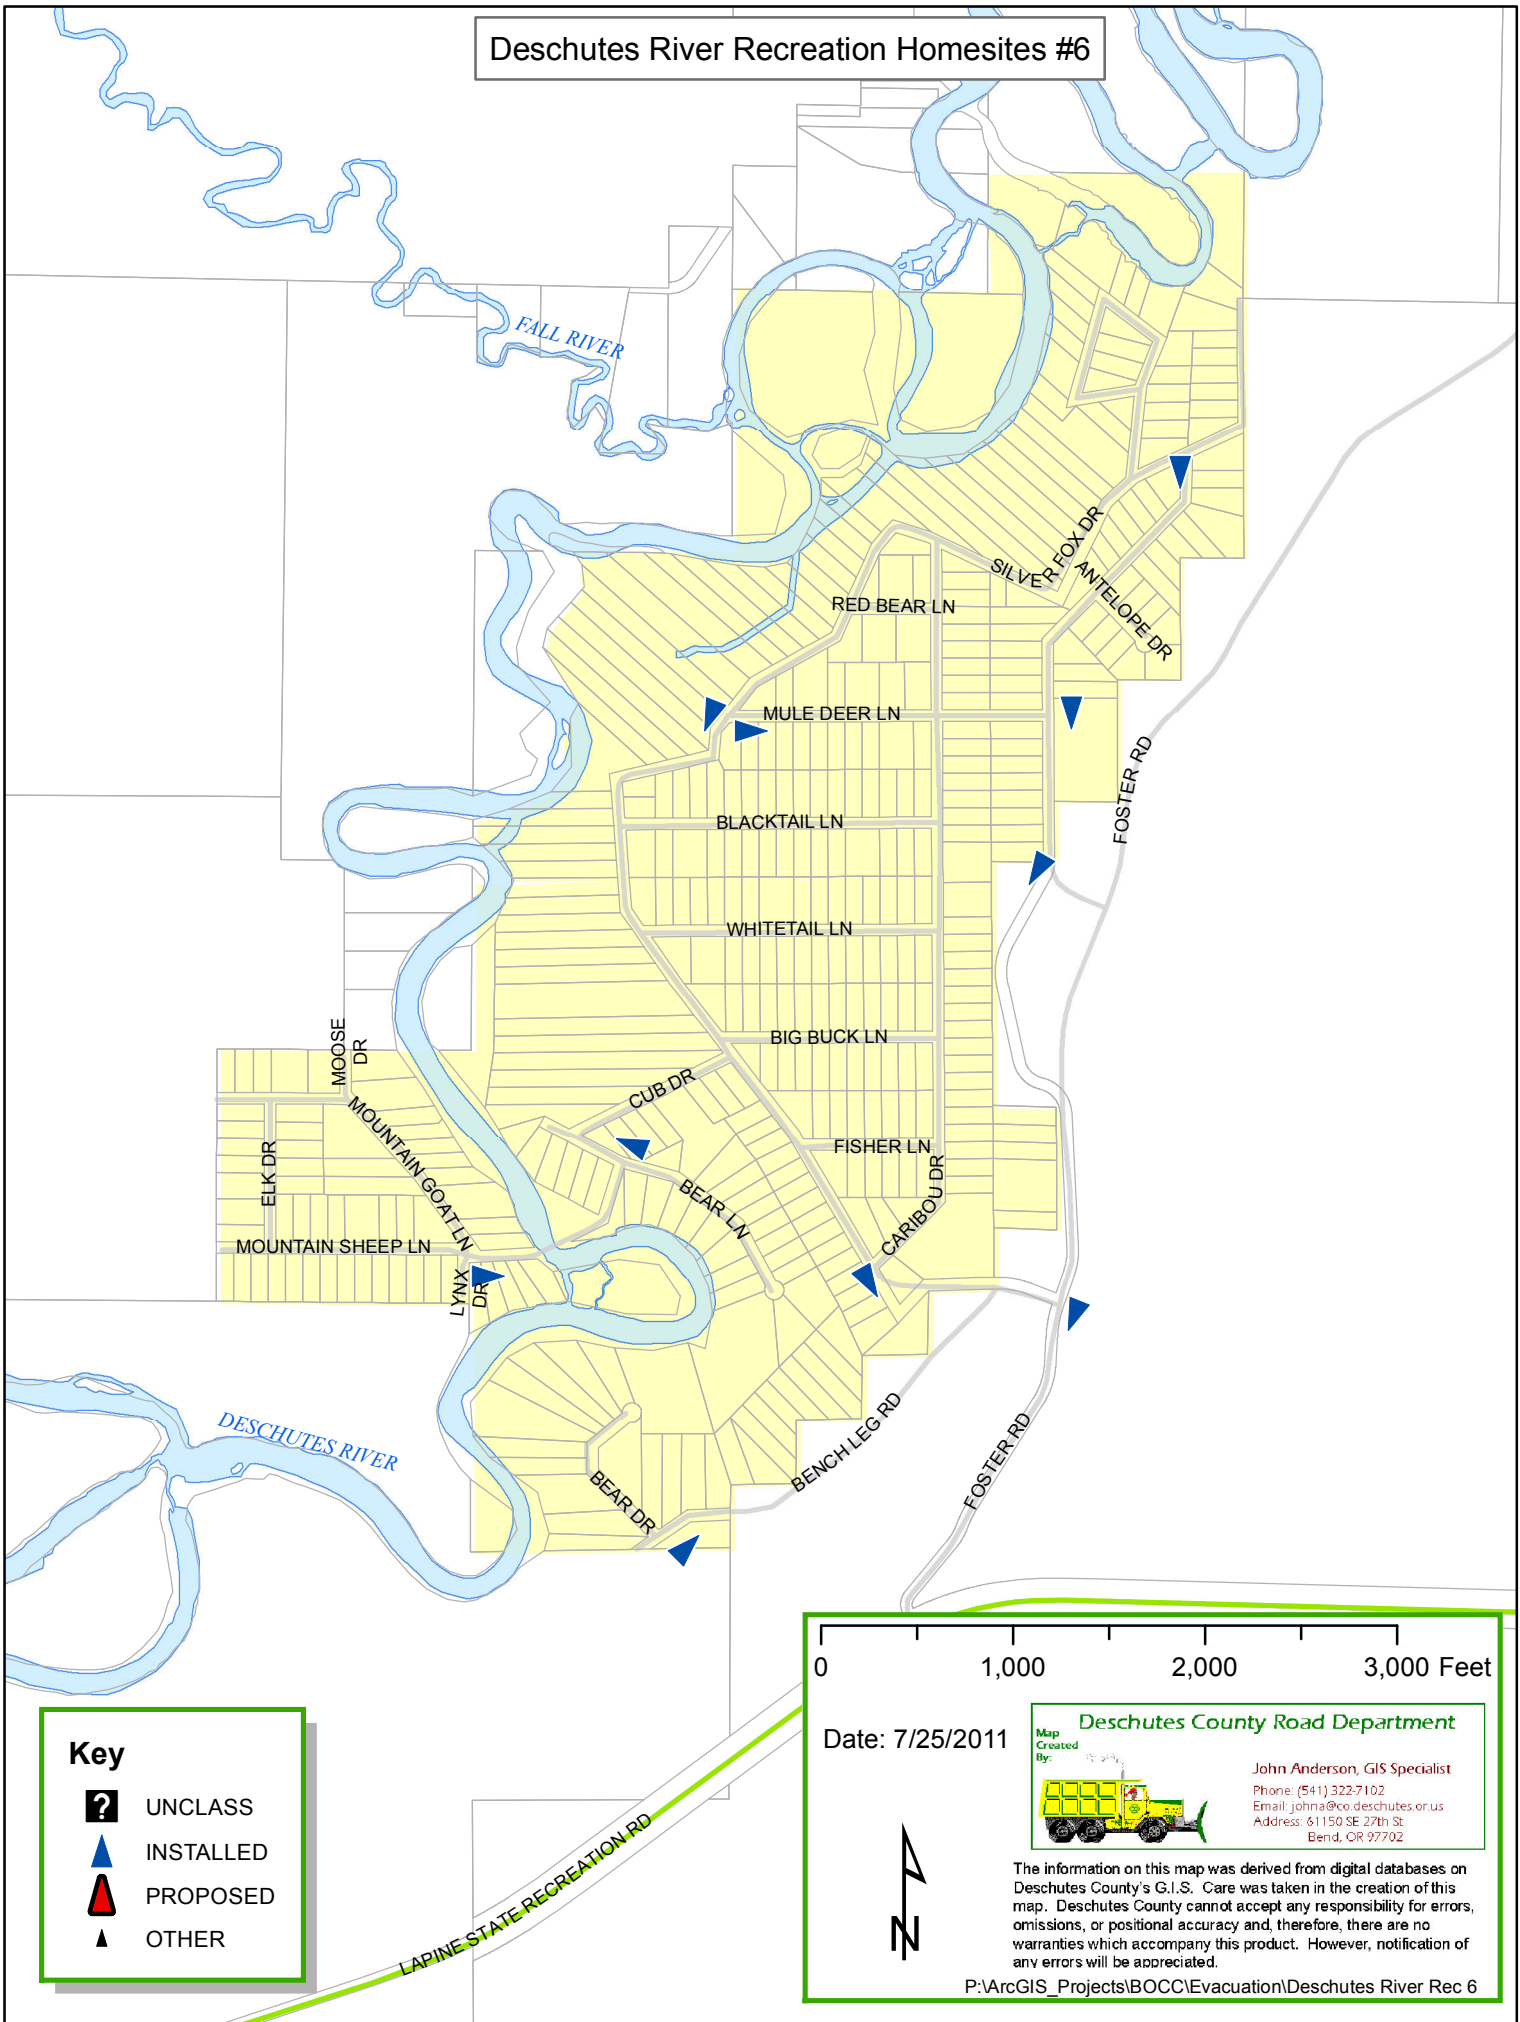 Deschutes River Recreation Homesites #6
FALL RIVER
SILVER FOX DR
ANTELOPE DR
RED BEAR LN
MULE DEER LN
FOSTER RD
BLACKTAIL LN
WHITETAIL LN
BIG BUCK LN
MOOSE
DR
CUB DR
MOUNTAIN GOAT LN
FISHER LN
ELK DR
BEAR LN
CARIBOU DR
MOUNTAIN SHEEP LN
LYNX
DR
DESCHUTES RIVER
BENCH LEG RD
FOSTER RD
BEAR DR
LAPINE STATE RECREATION RD
0 1,000 2,000 3,000 Feet
Date: 7/25/2011
Map
Created
By:
Deschutes County Road Department
John Anderson, GIS Specialist
Phone: (541) 322-7102
Email: johna@co.deschutes.or.us
Address: 61150 SE 27th St
Bend, OR 97702
Key
?
UNCLASS
INSTALLED
PROPOSED
OTHER
N
The information on this map was derived from digital databases on
Deschutes County's G.I.S. Care was taken in the creation of this
map. Deschutes County cannot accept any responsibility for errors,
omissions, or positional accuracy and, therefore, there are no
warranties which accompany this product. However, notification of
any errors will be appreciated.
P:\ArcGIS_Projects\BOCC\Evacuation\Deschutes River Rec 6